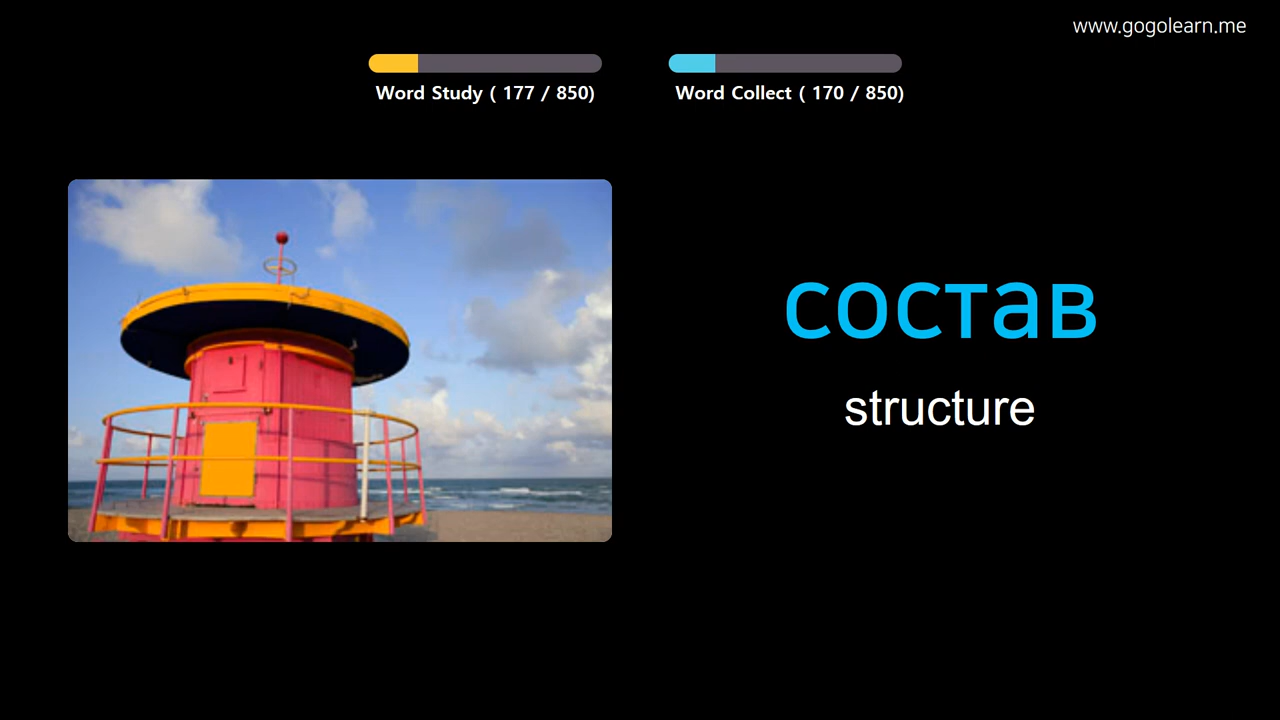 www.gogolearn.me
Word Study ( 177 / 850)
Word Collect ( 170 / 850)
состав
structure